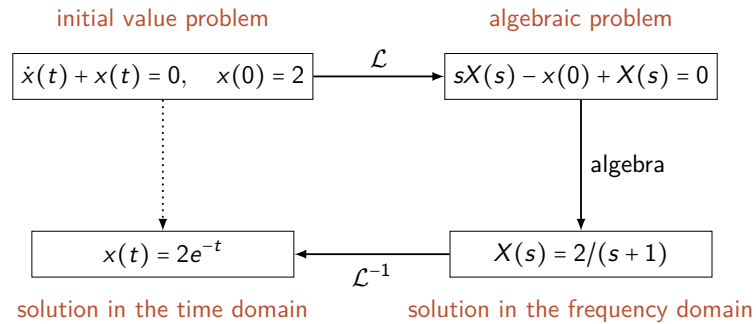 initial value problem
algebraic problem
ẋ(t) + x(t) = 0, x(0) = 2
ℒ
sX(s) − x(0) + X(s) = 0
algebra
x(t) = 2e^{−t}
ℒ^{−1}
X(s) = 2/(s + 1)
solution in the time domain
solution in the frequency domain